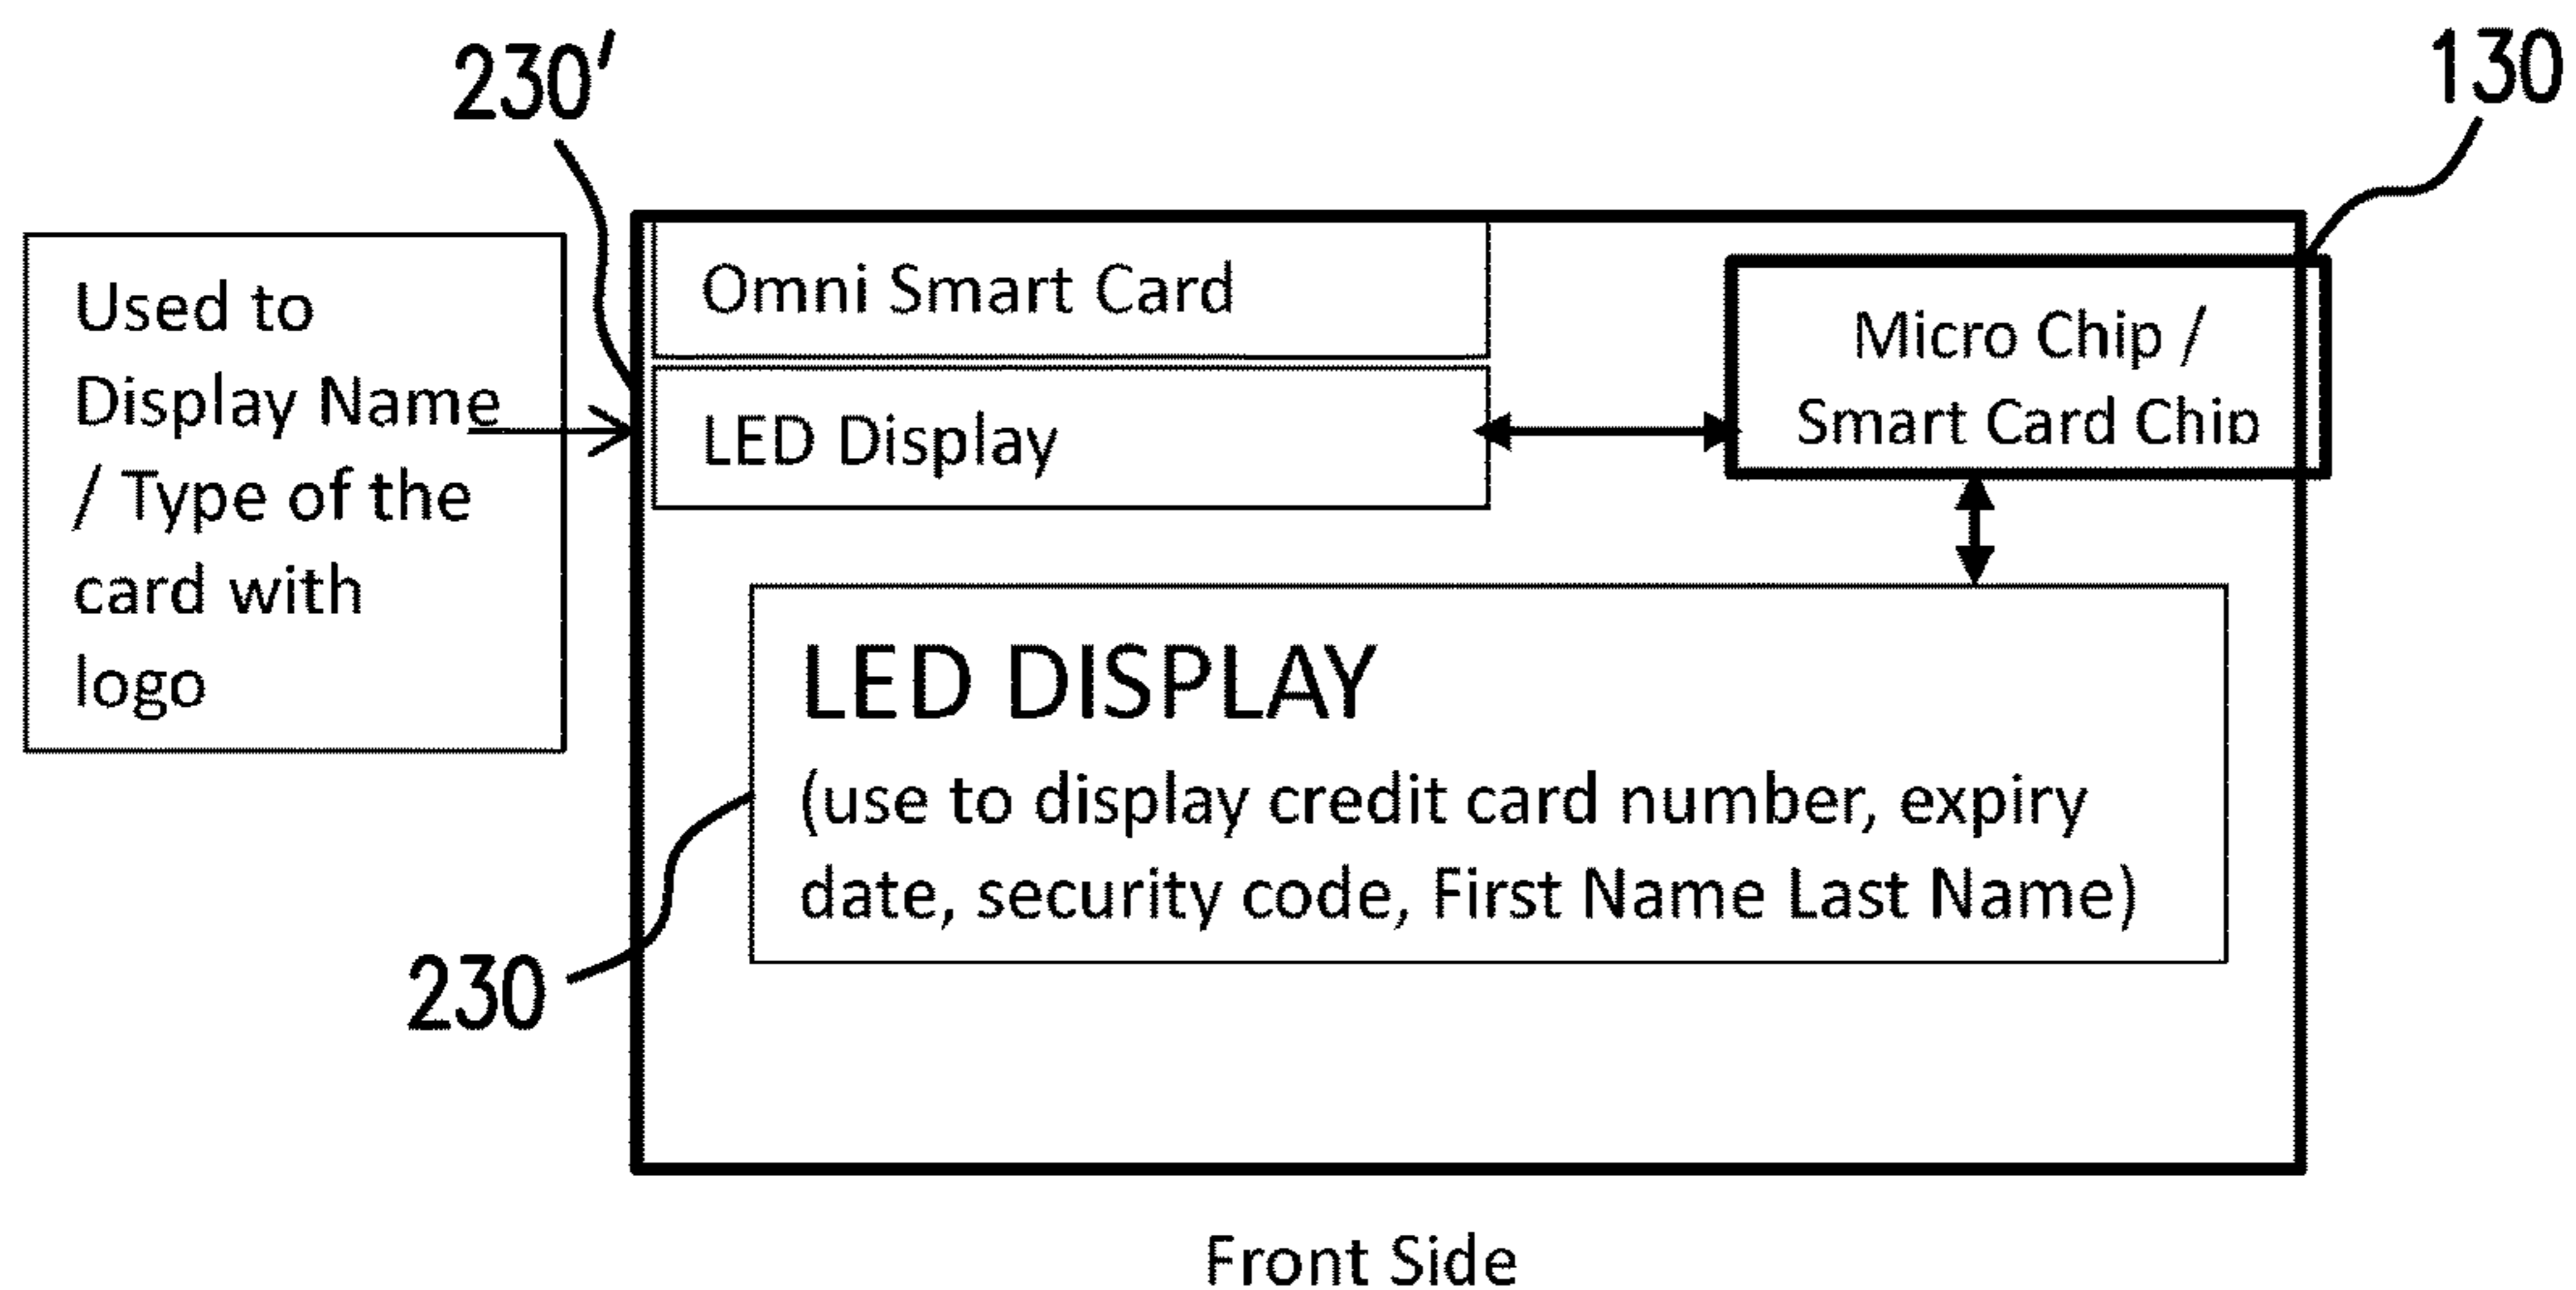 230'
130
Used to
Display Name
/ Type of the
card with
logo
Omni Smart Card
LED Display
Micro Chip /
Smart Card Chip
LED DISPLAY
(use to display credit card number, expiry
date, security code, First Name Last Name)
230
Front Side